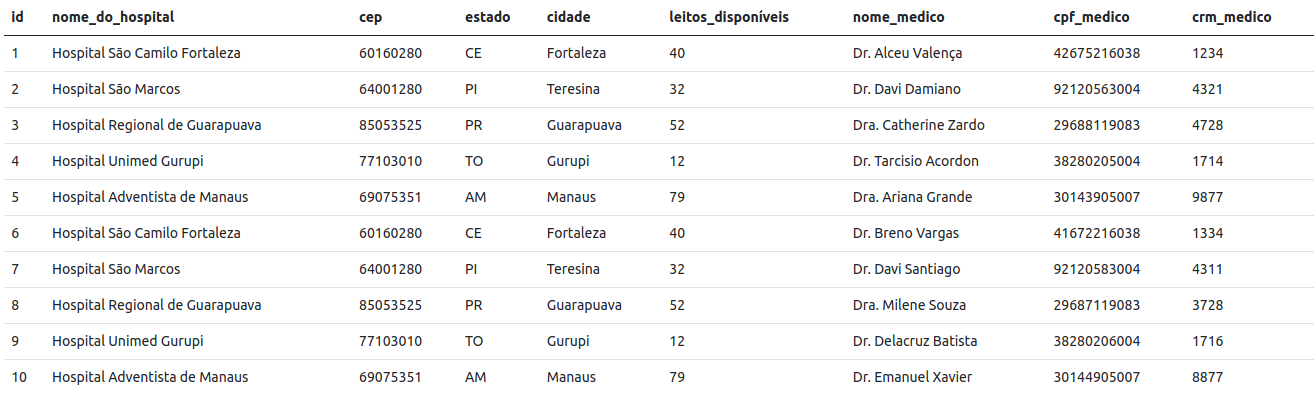 id nome_do_hospital cep estado cidade leitos_disponíveis nome_medico cpf_medico crm_medico
1 Hospital São Camilo Fortaleza 60160280 CE Fortaleza 40 Dr. Alceu Valença 42675216038 1234
2 Hospital São Marcos 64001280 PI Teresina 32 Dr. Davi Damiano 92120563004 4321
3 Hospital Regional de Guarapuava 85053525 PR Guarapuava 52 Dra. Catherine Zardo 29688119083 4728
4 Hospital Unimed Gurupi 77103010 TO Gurupi 12 Dr. Tarcisio Acordon 38280205004 1714
5 Hospital Adventista de Manaus 69075351 AM Manaus 79 Dra. Ariana Grande 30143905007 9877
6 Hospital São Camilo Fortaleza 60160280 CE Fortaleza 40 Dr. Breno Vargas 41672216038 1334
7 Hospital São Marcos 64001280 PI Teresina 32 Dr. Davi Santiago 92120583004 4311
8 Hospital Regional de Guarapuava 85053525 PR Guarapuava 52 Dra. Milene Souza 29687119083 3728
9 Hospital Unimed Gurupi 77103010 TO Gurupi 12 Dr. Delacruz Batista 38280206004 1716
10 Hospital Adventista de Manaus 69075351 AM Manaus 79 Dr. Emanuel Xavier 30144905007 8877